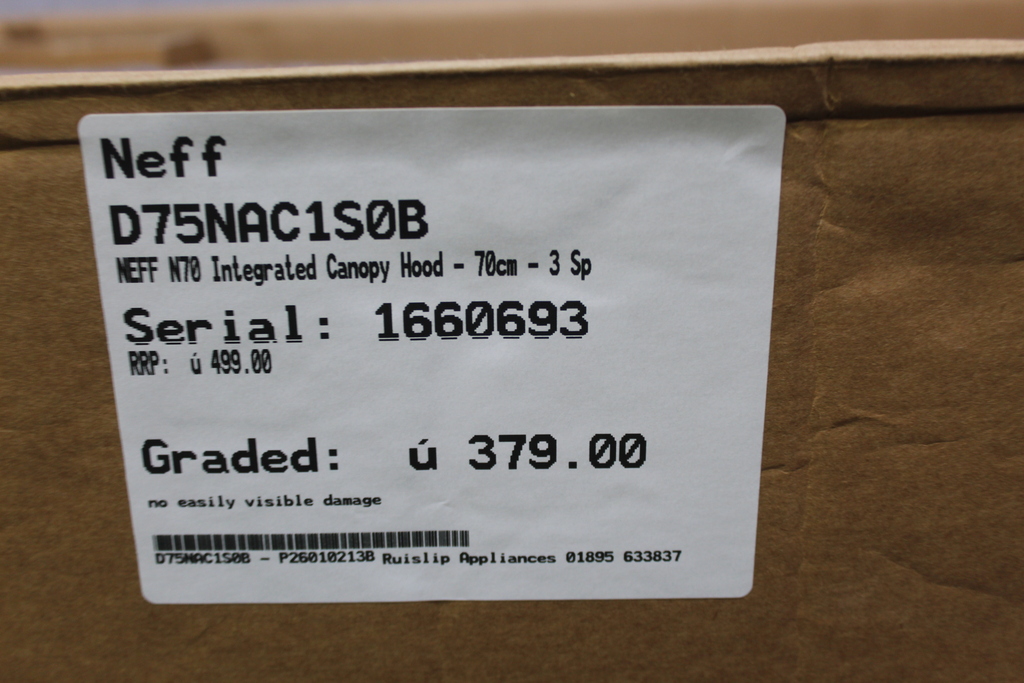 Neff
D75NAC1S0B
NEFF N70 Integrated Canopy Hood - 70cm - 3 Sp
Serial: 1660693
RRP: ú 499.00
Graded: ú 379.00
no easily visible damage
D75NAC1S0B - P26010213B Ruislip Appliances 01895 633837